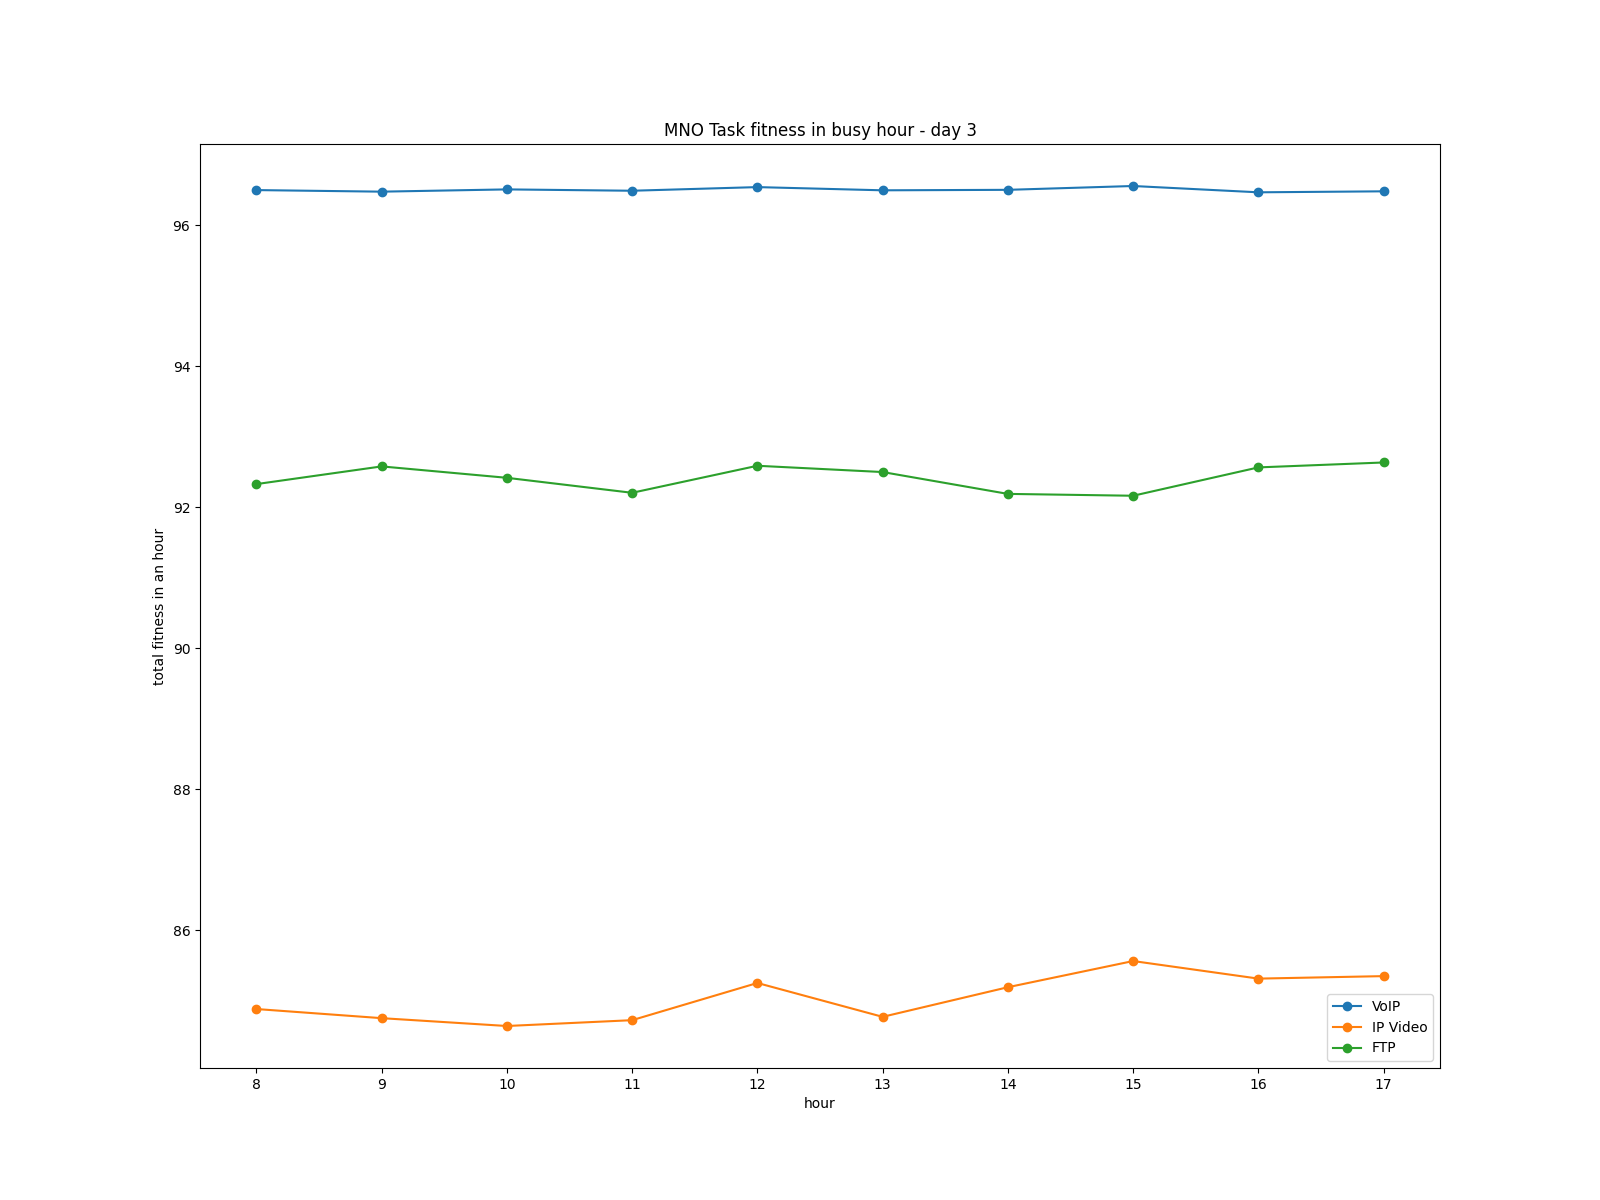 MNO Task fitness in busy hour - day 3
total fitness in an hour
96
94
92
90
88
86
8 9 10 11 12 13 14 15 16 17
hour
VoIP
IP Video
FTP